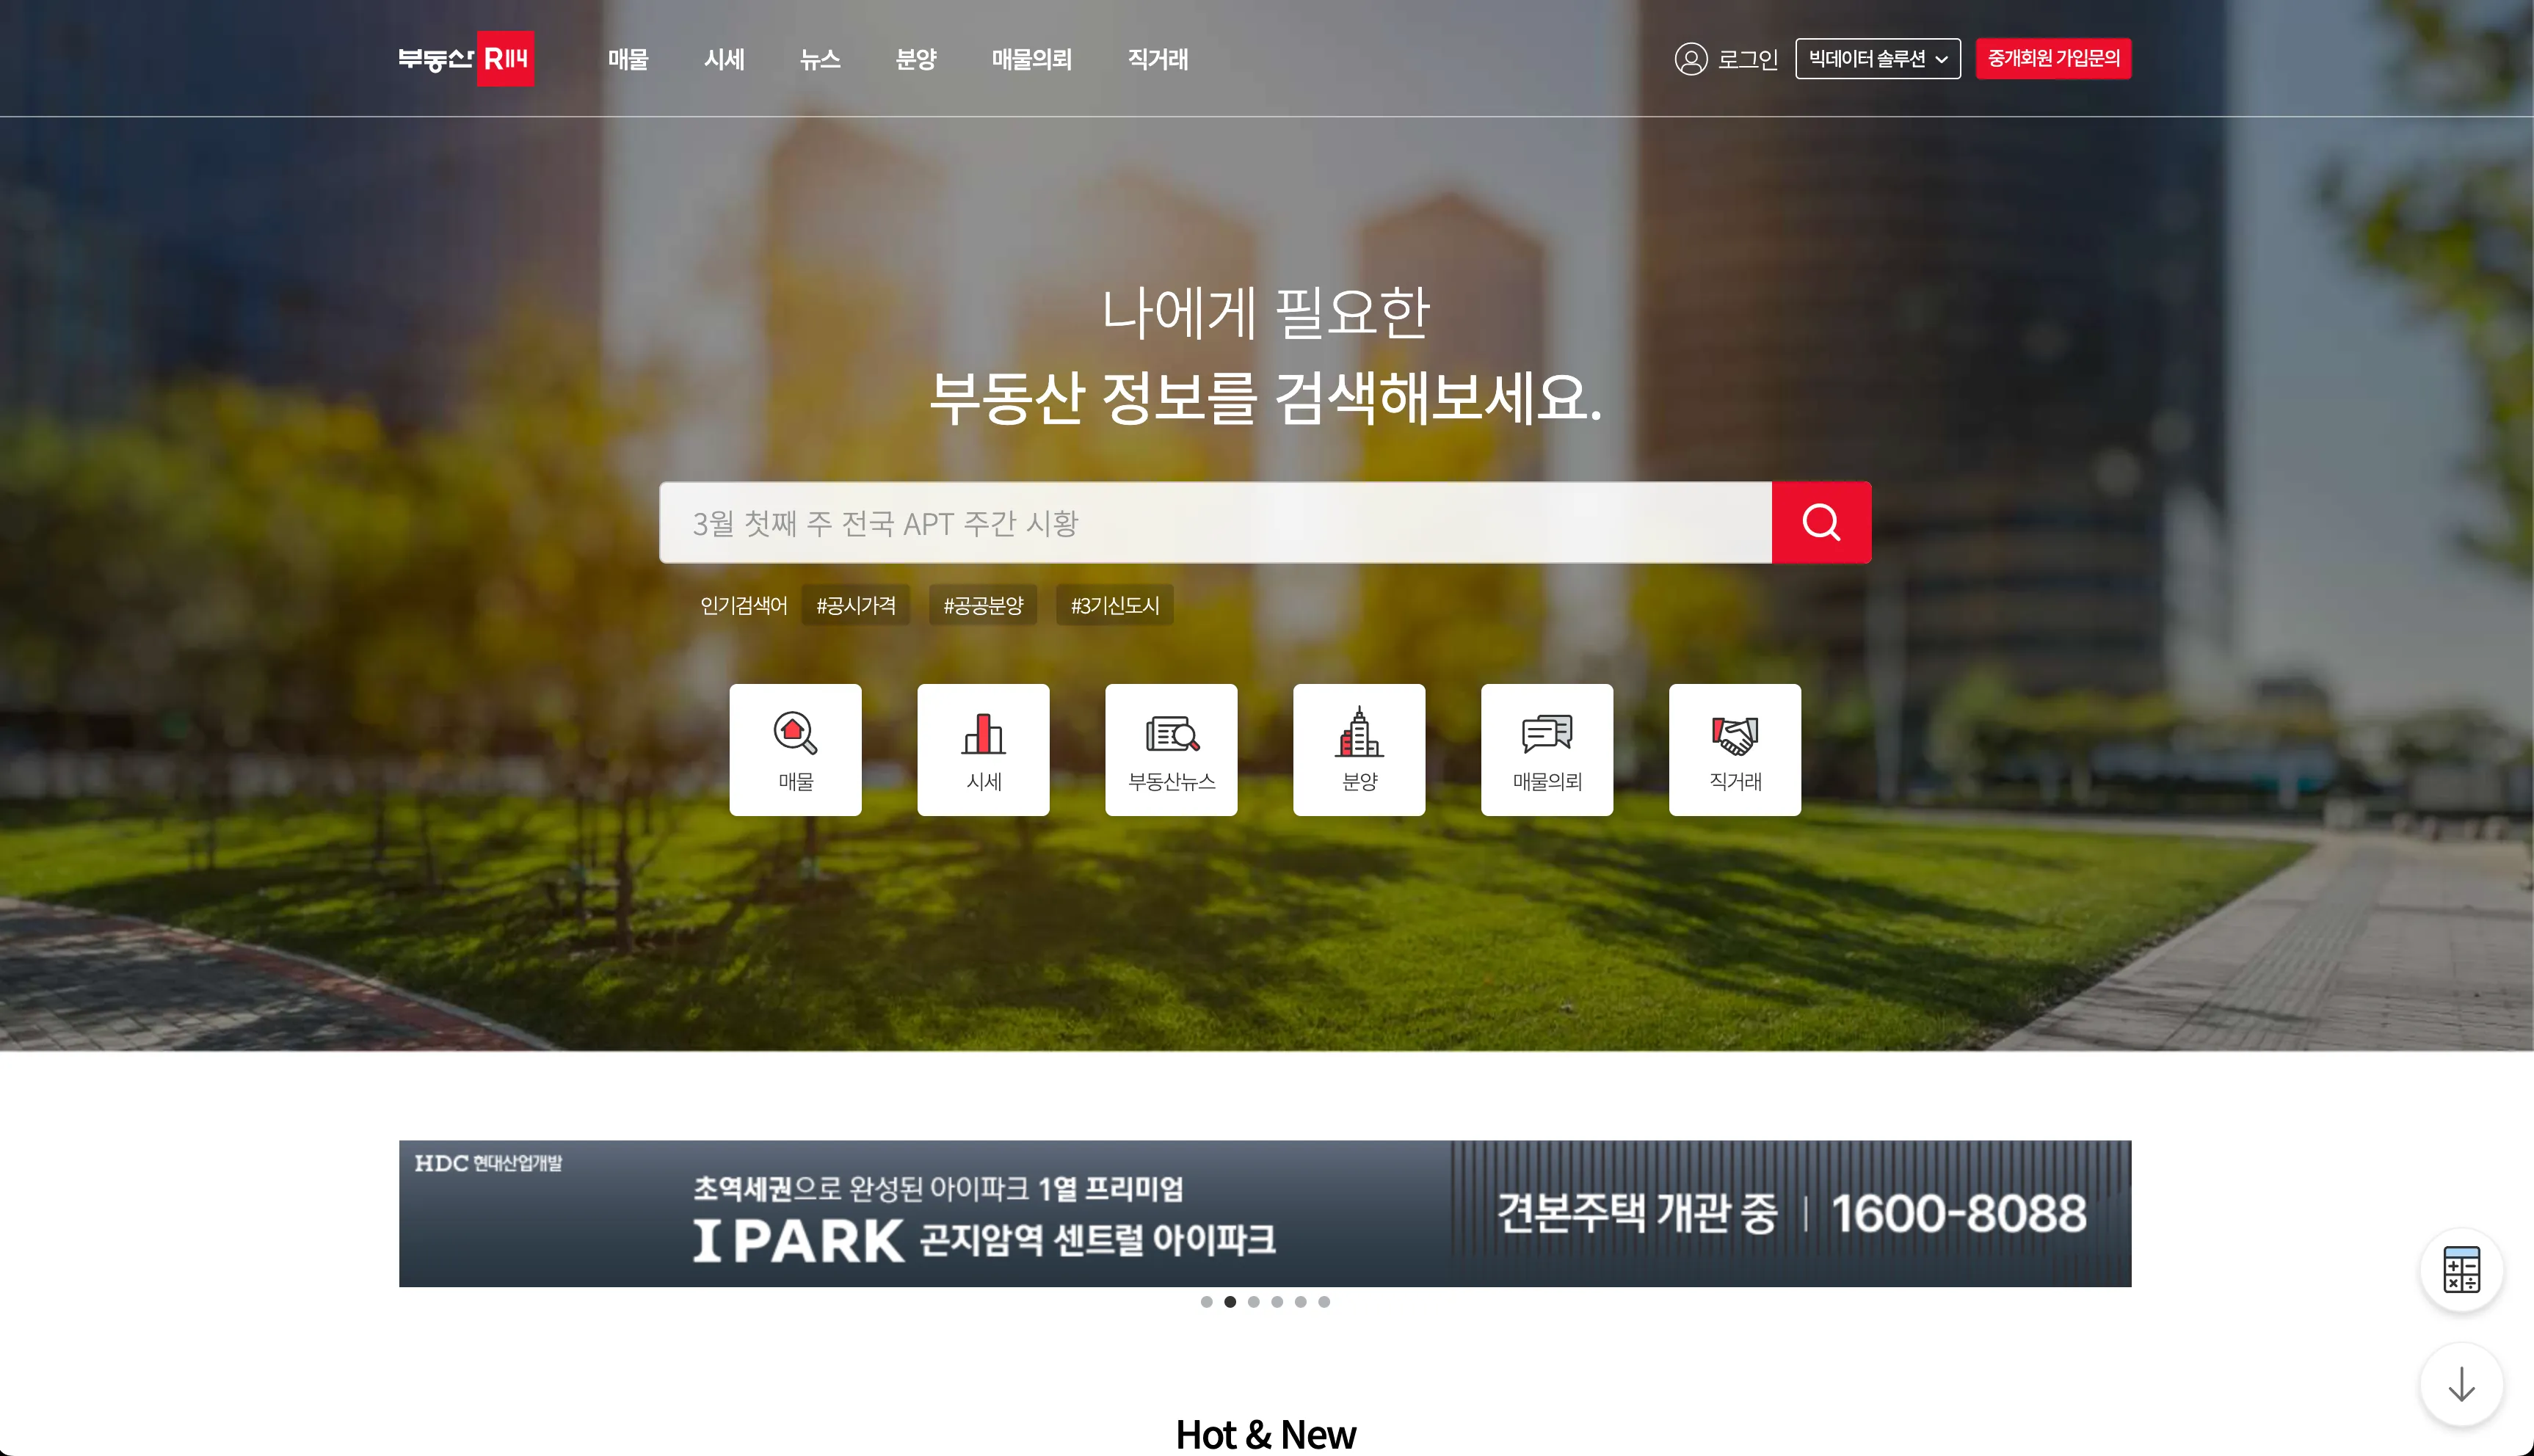 부동산 R114 매물 시세 뉴스 분양 매물의뢰 직거래 로그인 빅데이터 솔루션 중개회원 가입문의
나에게 필요한
부동산 정보를 검색해보세요.
3월 첫째 주 전국 APT 주간 시황
인기검색어 #공시가격 #공공분양 #3기신도시
매물 시세 부동산뉴스 분양 매물의뢰 직거래
HDC 현대산업개발
초역세권으로 완성된 아이파크 1열 프리미엄
I PARK 곤지암역 센트럴 아이파크
견본주택 개관 중 | 1600-8088
Hot & New